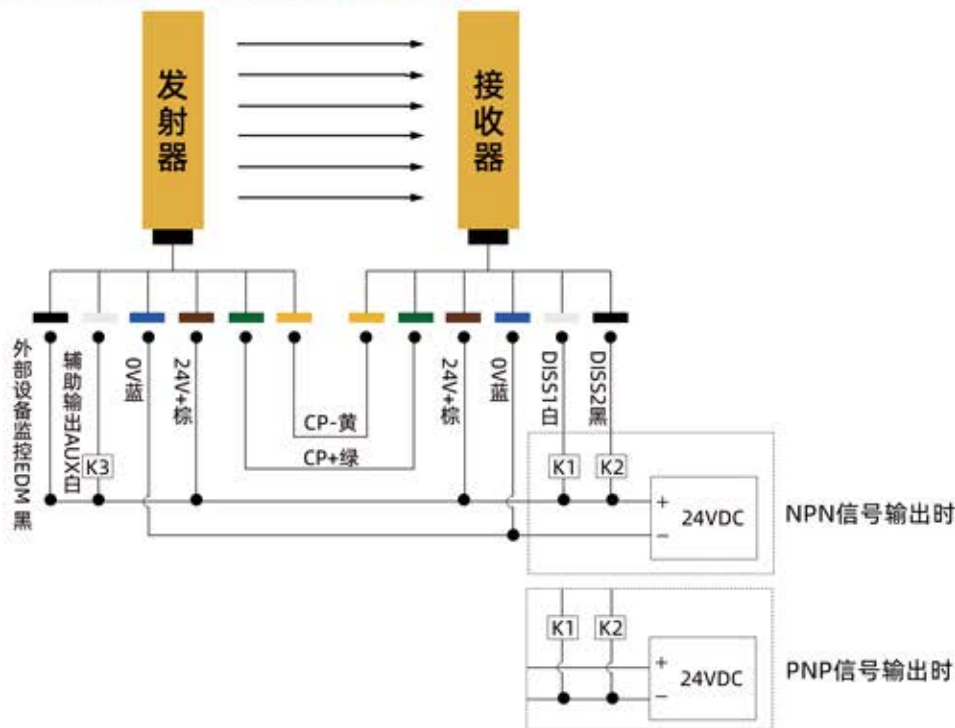 发射器
接收器
外部设备监控EDM 黑
辅助输出AUX白
0V蓝
24V+棕
CP-黄
CP+绿
24V+棕
0V蓝
DISS1白
DISS2黑
K3
K1
K2
+
24VDC
−
NPN信号输出时
K1
K2
+
24VDC
−
PNP信号输出时